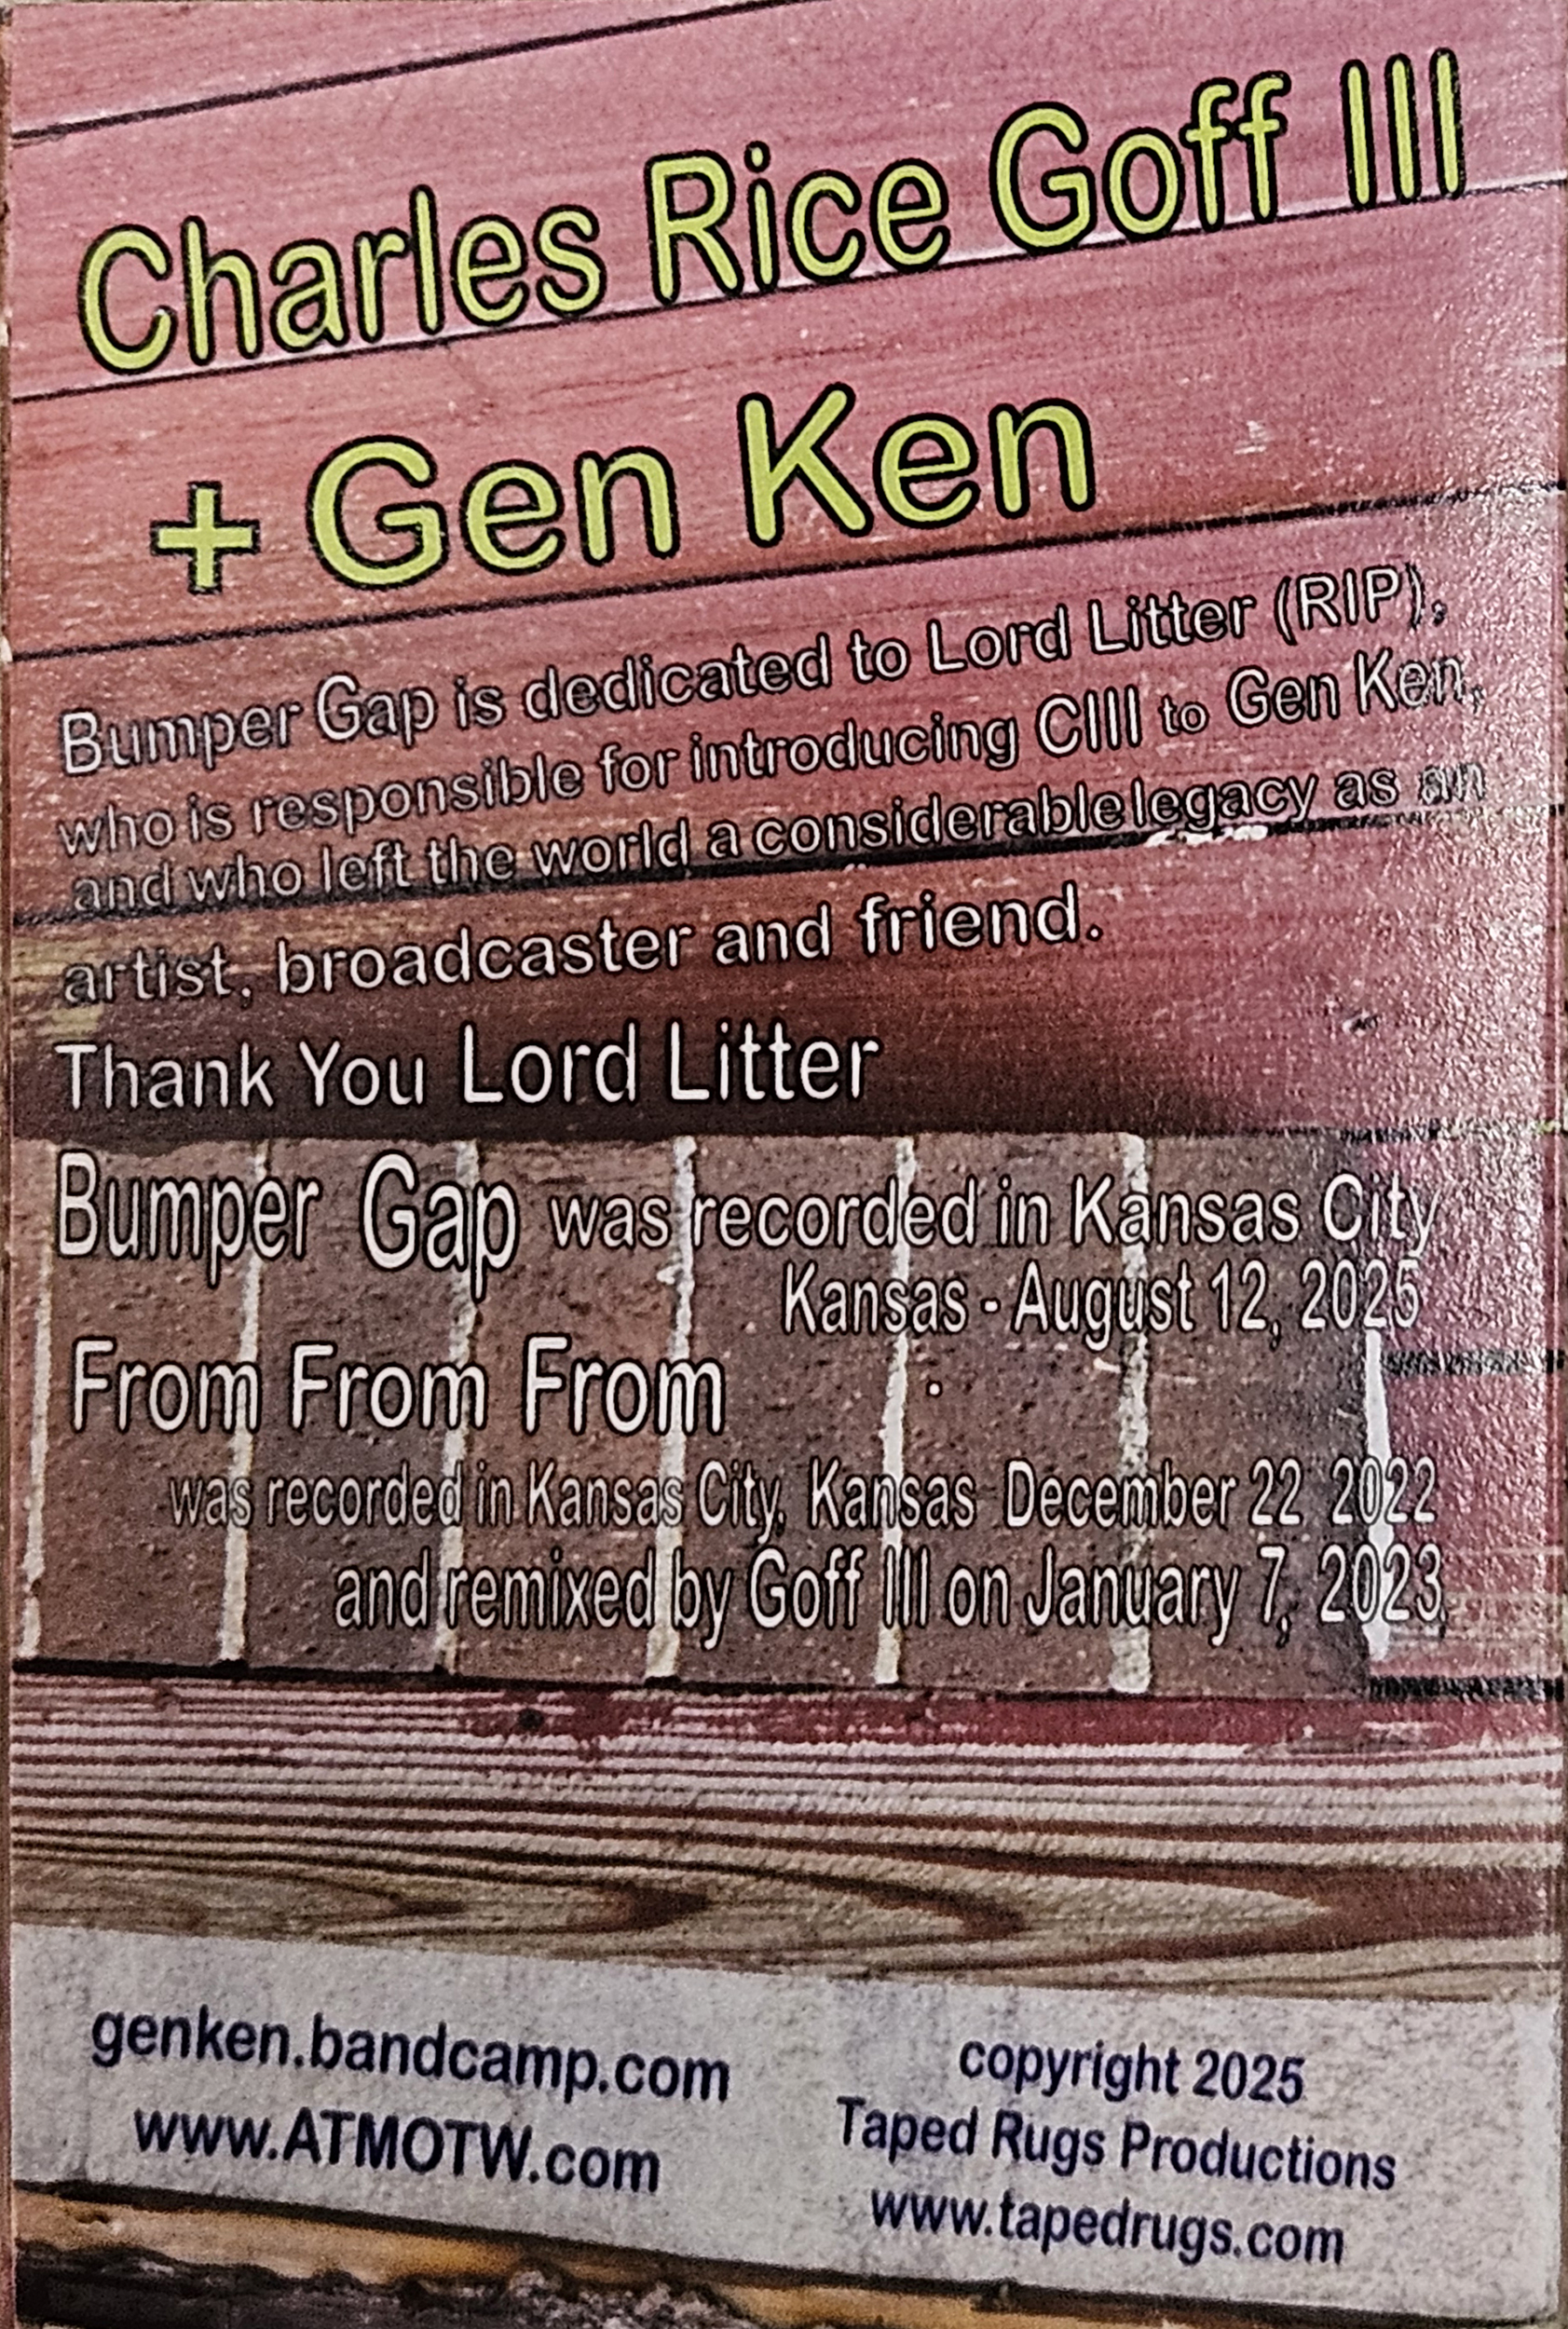 Charles Rice Goff III
+ Gen Ken
Bumper Gap is dedicated to Lord Litter (RIP),
who is responsible for introducing CIII to Gen Ken,
and who left the world a considerable legacy as an
artist, broadcaster and friend.
Thank You Lord Litter
Bumper Gap was recorded in Kansas City
Kansas - August 12, 2025
From From From
was recorded in Kansas City, Kansas December 22 2022
and remixed by Goff III on January 7, 2023
genken.bandcamp.com
www.ATMOTW.com
copyright 2025
Taped Rugs Productions
www.tapedrugs.com